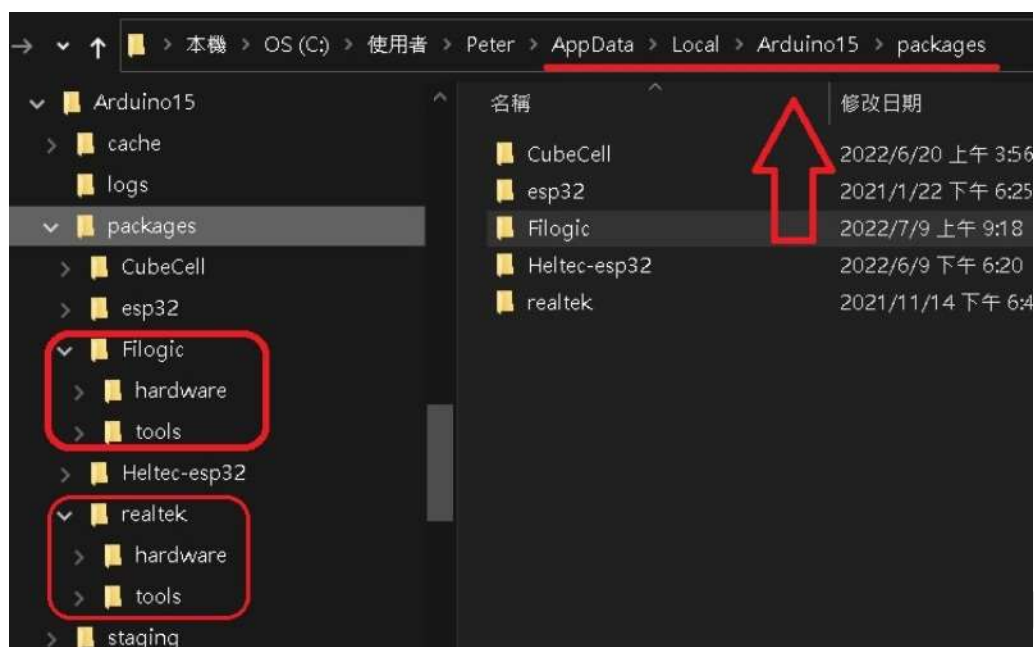 本機 > OS (C:) > 使用者 > Peter > AppData > Local > Arduino15 > packages
Arduino15
cache
logs
packages
CubeCell
esp32
Filogic
hardware
tools
Heltec-esp32
realtek
hardware
tools
staging
名稱 修改日期
CubeCell 2022/6/20 上午 3:56
esp32 2021/1/22 下午 6:25
Filogic 2022/7/9 上午 9:18
Heltec-esp32 2022/6/9 下午 6:20
realtek 2021/11/14 下午 6:4